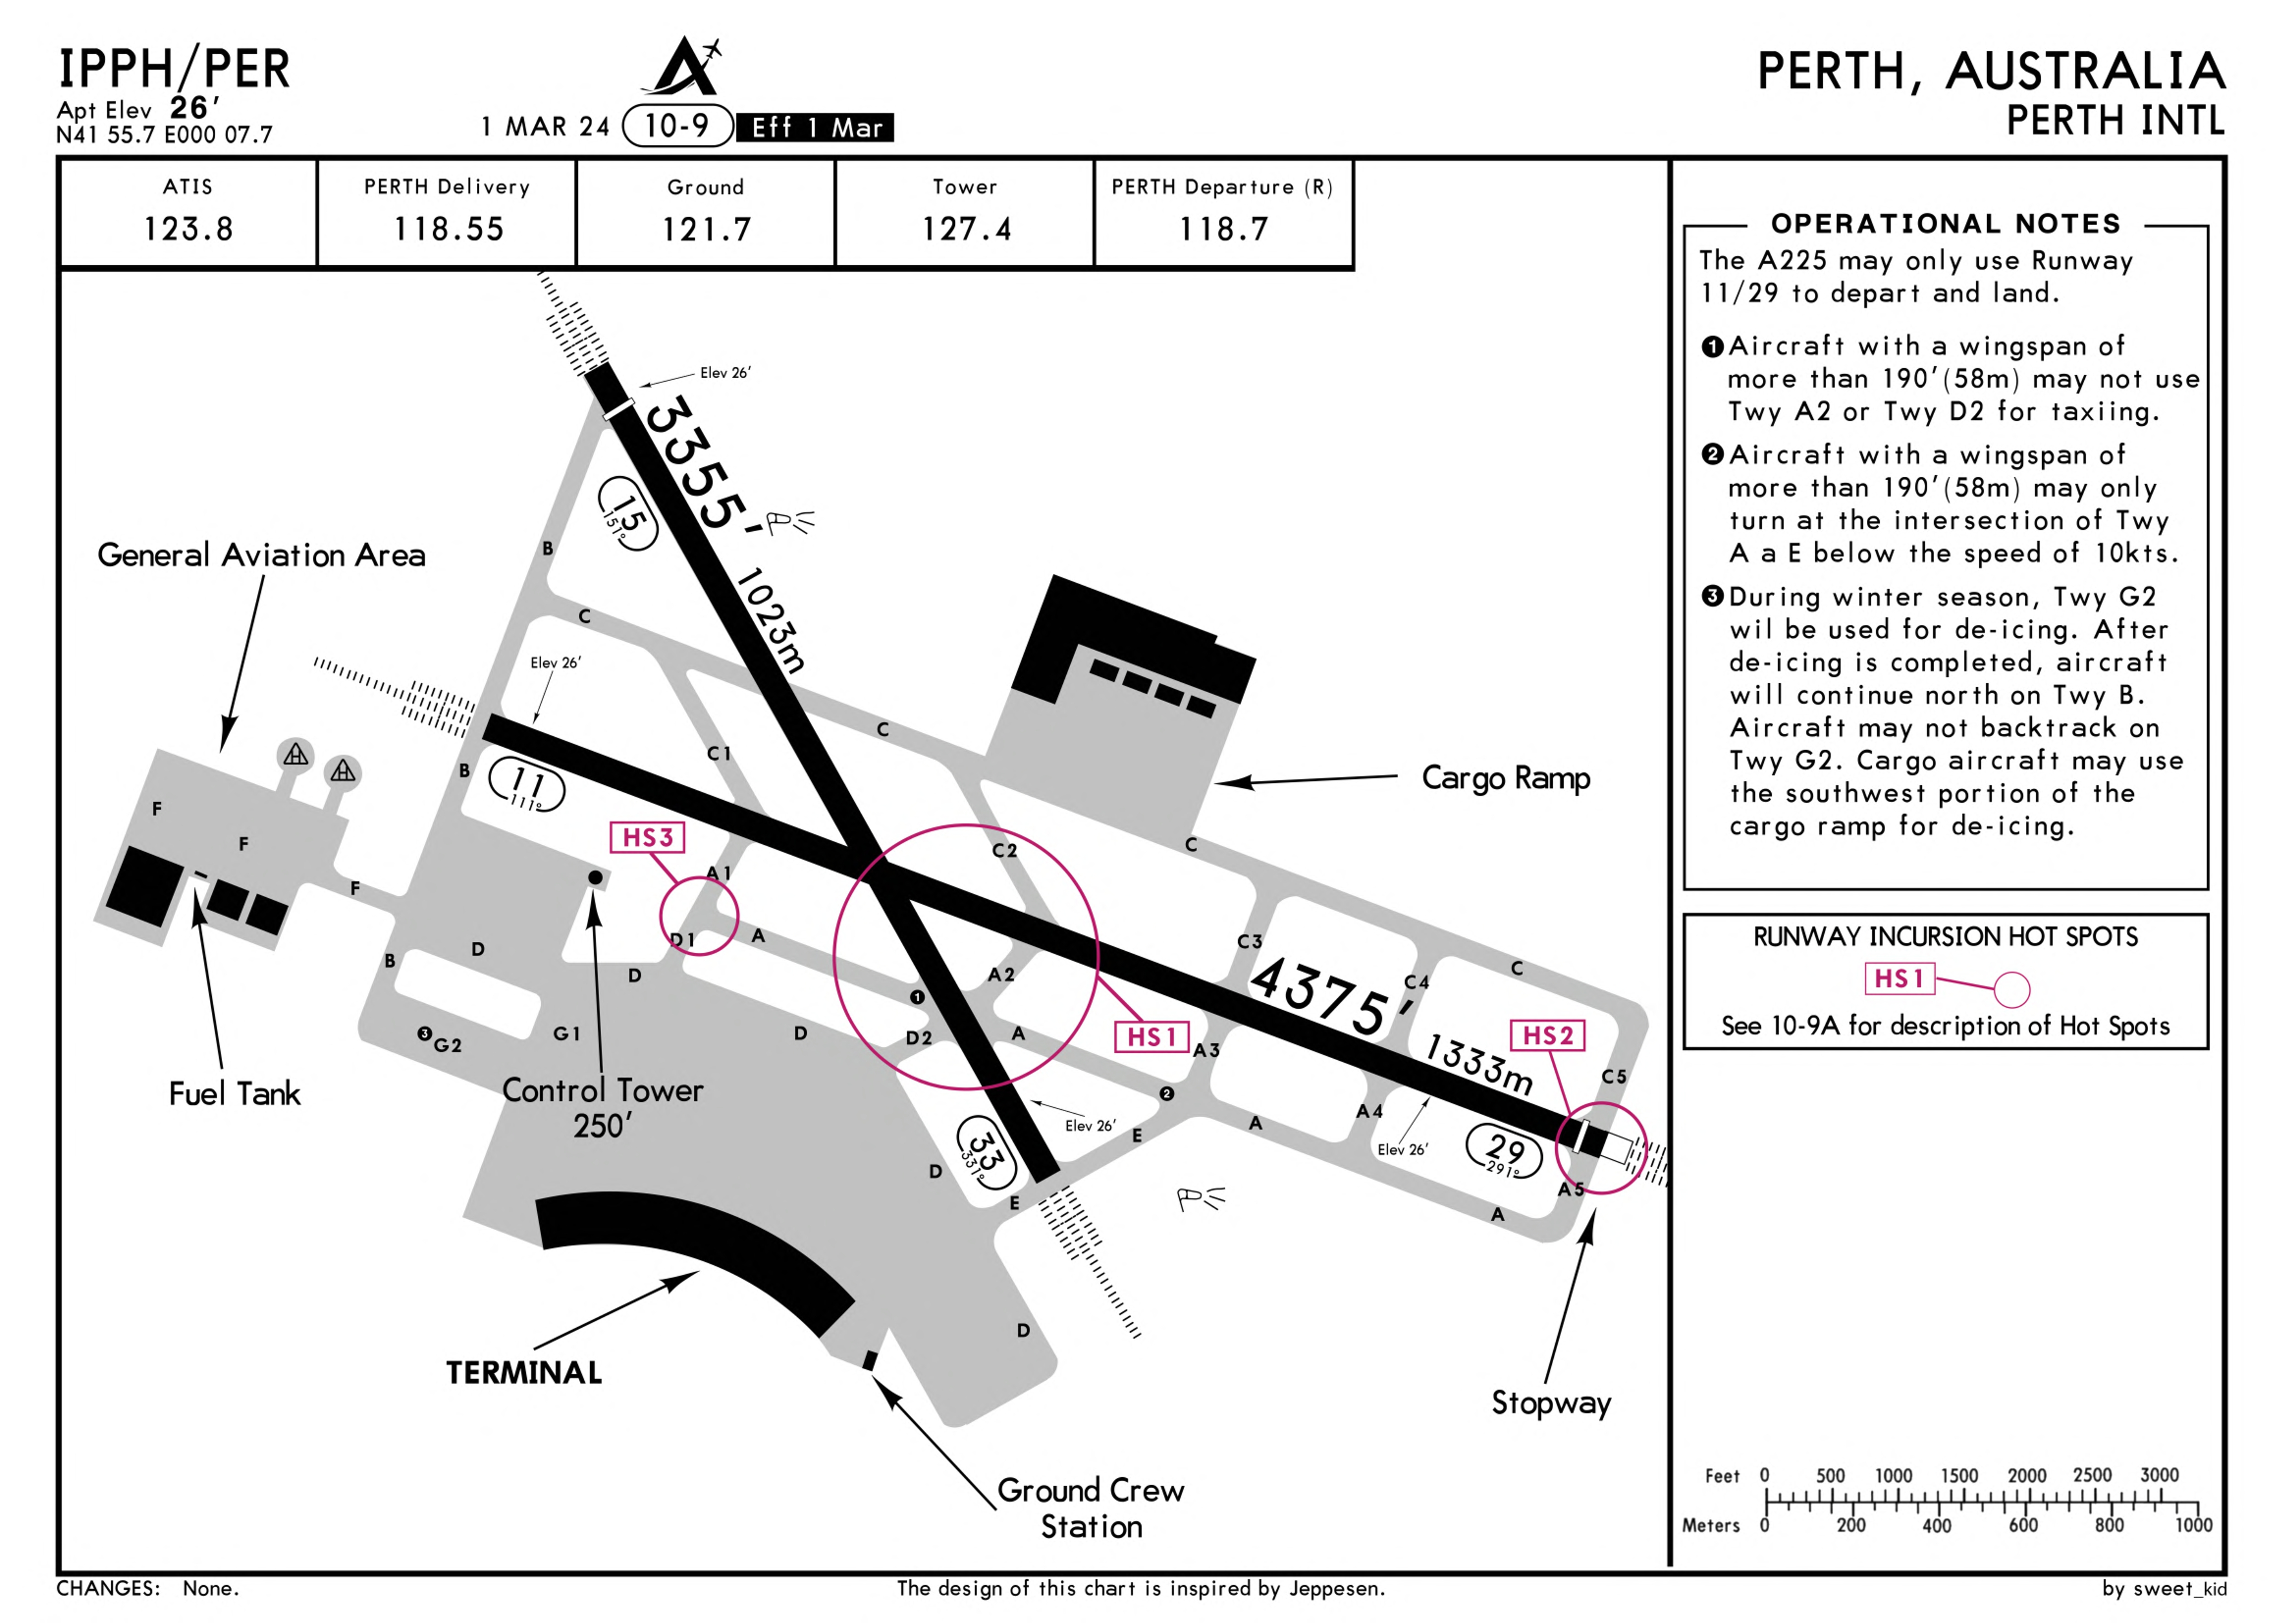 IPPH/PER
Apt Elev 26'
N41 55.7 E000 07.7
1 MAR 24 10-9 Eff 1 Mar
PERTH, AUSTRALIA
PERTH INTL
ATIS
123.8
PERTH Delivery
118.55
Ground
121.7
Tower
127.4
PERTH Departure (R)
118.7
OPERATIONAL NOTES
The A225 may only use Runway
11/29 to depart and land.
1 Aircraft with a wingspan of
more than 190'(58m) may not use
Twy A2 or Twy D2 for taxiing.
2 Aircraft with a wingspan of
more than 190'(58m) may only
turn at the intersection of Twy
A a E below the speed of 10kts.
3 During winter season, Twy G2
wil be used for de-icing. After
de-icing is completed, aircraft
will continue north on Twy B.
Aircraft may not backtrack on
Twy G2. Cargo aircraft may use
the southwest portion of the
cargo ramp for de-icing.
RUNWAY INCURSION HOT SPOTS
HS1
See 10-9A for description of Hot Spots
Elev 26'
3355'
1023m
15
151°
B
General Aviation Area
C
Elev 26'
C
C1
B
11
111°
Cargo Ramp
H
H
F
F
F
HS3
A1
C2
C
D1
A
D
D
B
C3
C
4375'
C4
A2
1
D2
A
HS1
A3
1333m
HS2
C5
3
G2
G1
D
Fuel Tank
Control Tower
250'
2
Elev 26'
E
A
A4
Elev 26'
29
291°
33
331°
D
E
A5
A
D
TERMINAL
Stopway
Ground Crew
Station
Feet 0 500 1000 1500 2000 2500 3000
Meters 0 200 400 600 800 1000
CHANGES: None.
The design of this chart is inspired by Jeppesen.
by sweet_kid